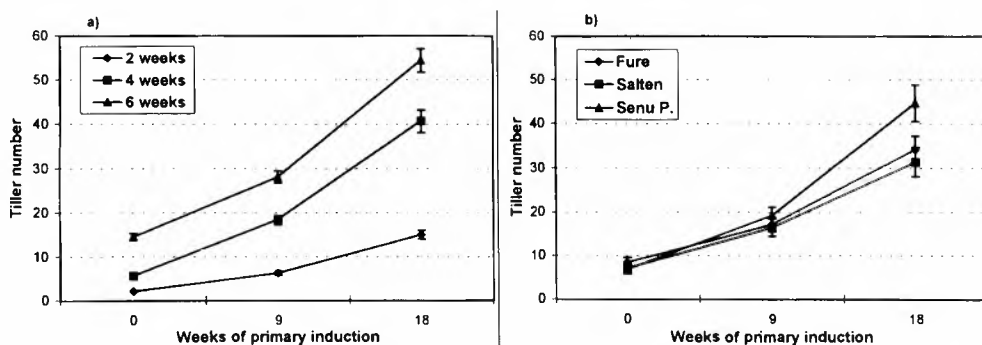 a)
60
50
40
30
20
10
0
Tiller number
2 weeks
4 weeks
6 weeks
0 9 18
Weeks of primary induction
b)
60
50
40
30
20
10
0
Tiller number
Fure
Salten
Senu P.
0 9 18
Weeks of primary induction